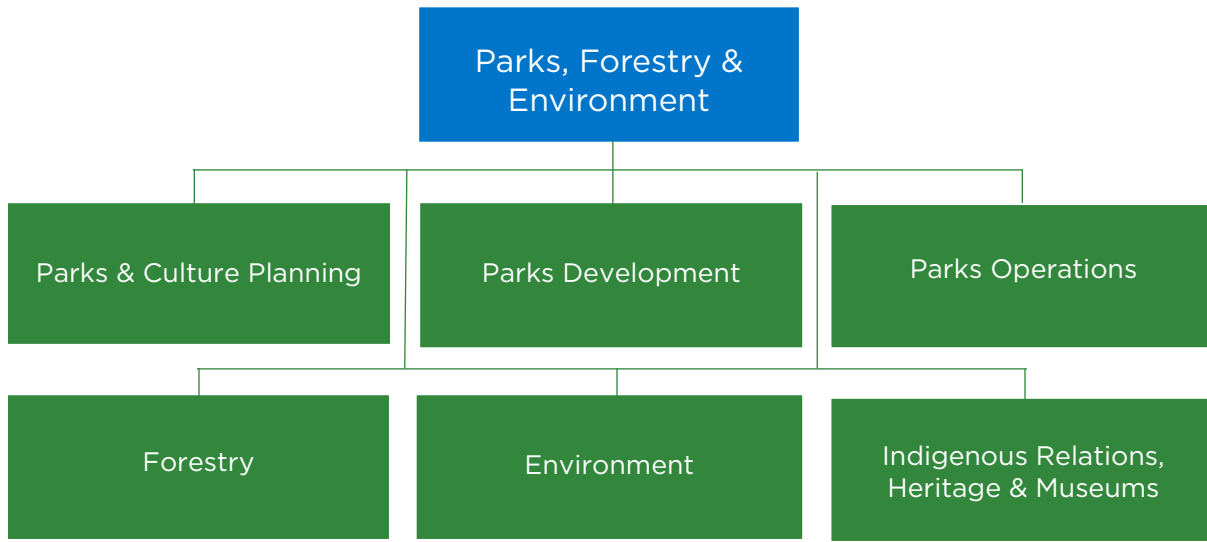 Parks, Forestry &
Environment
Parks & Culture Planning
Parks Development
Parks Operations
Forestry
Environment
Indigenous Relations,
Heritage & Museums